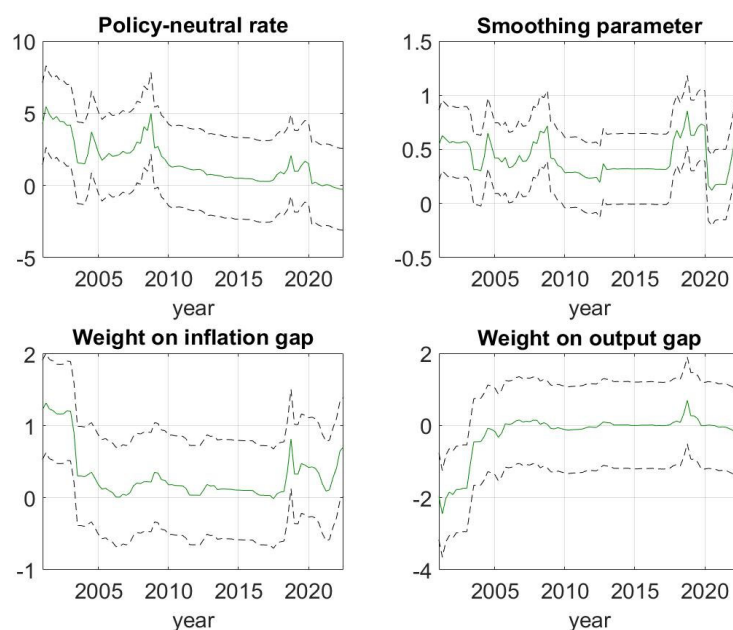 Policy-neutral rate
10
5
0
-5
2005 2010 2015 2020
year
Smoothing parameter
1.5
1
0.5
0
-0.5
2005 2010 2015 2020
year
Weight on inflation gap
2
1
0
-1
2005 2010 2015 2020
year
Weight on output gap
2
0
-2
-4
2005 2010 2015 2020
year